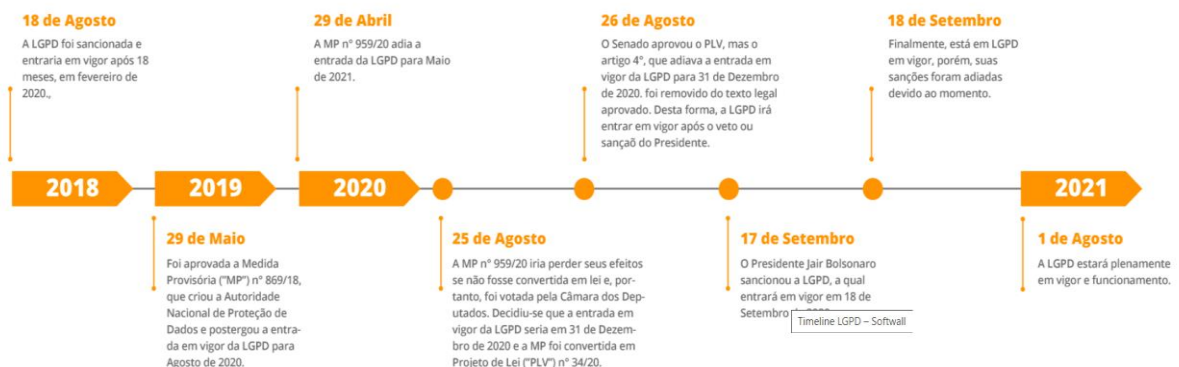 18 de Agosto
A LGPD foi sancionada e
entraria em vigor após 18
meses, em fevereiro de
2020.,
29 de Abril
A MP n° 959/20 adia a
entrada da LGPD para Maio
de 2021.
26 de Agosto
O Senado aprovou o PLV, mas o
artigo 4°, que adiava a entrada em
vigor da LGPD para 31 de Dezembro
de 2020. foi removido do texto legal
aprovado. Desta forma, a LGPD irá
entrar em vigor após o veto ou
sançaõ do Presidente.
18 de Setembro
Finalmente, está em LGPD
em vigor, porém, suas
sanções foram adiadas
devido ao momento.
2018
2019
2020
2021
29 de Maio
Foi aprovada a Medida
Provisória ("MP") n° 869/18,
que criou a Autoridade
Nacional de Proteção de
Dados e postergou a entra-
da em vigor da LGPD para
Agosto de 2020.
25 de Agosto
A MP n° 959/20 iria perder seus efeitos
se não fosse convertida em lei e, por-
tanto, foi votada pela Câmara dos Dep-
utados. Decidiu-se que a entrada em
vigor da LGPD seria em 31 de Dezem-
bro de 2020 e a MP foi convertida em
Projeto de Lei ("PLV") n° 34/20.
17 de Setembro
O Presidente Jair Bolsonaro
sancionou a LGPD, a qual
entrará em vigor em 18 de
Setembro
Timeline LGPD – Softwall
1 de Agosto
A LGPD estará plenamente
em vigor e funcionamento.